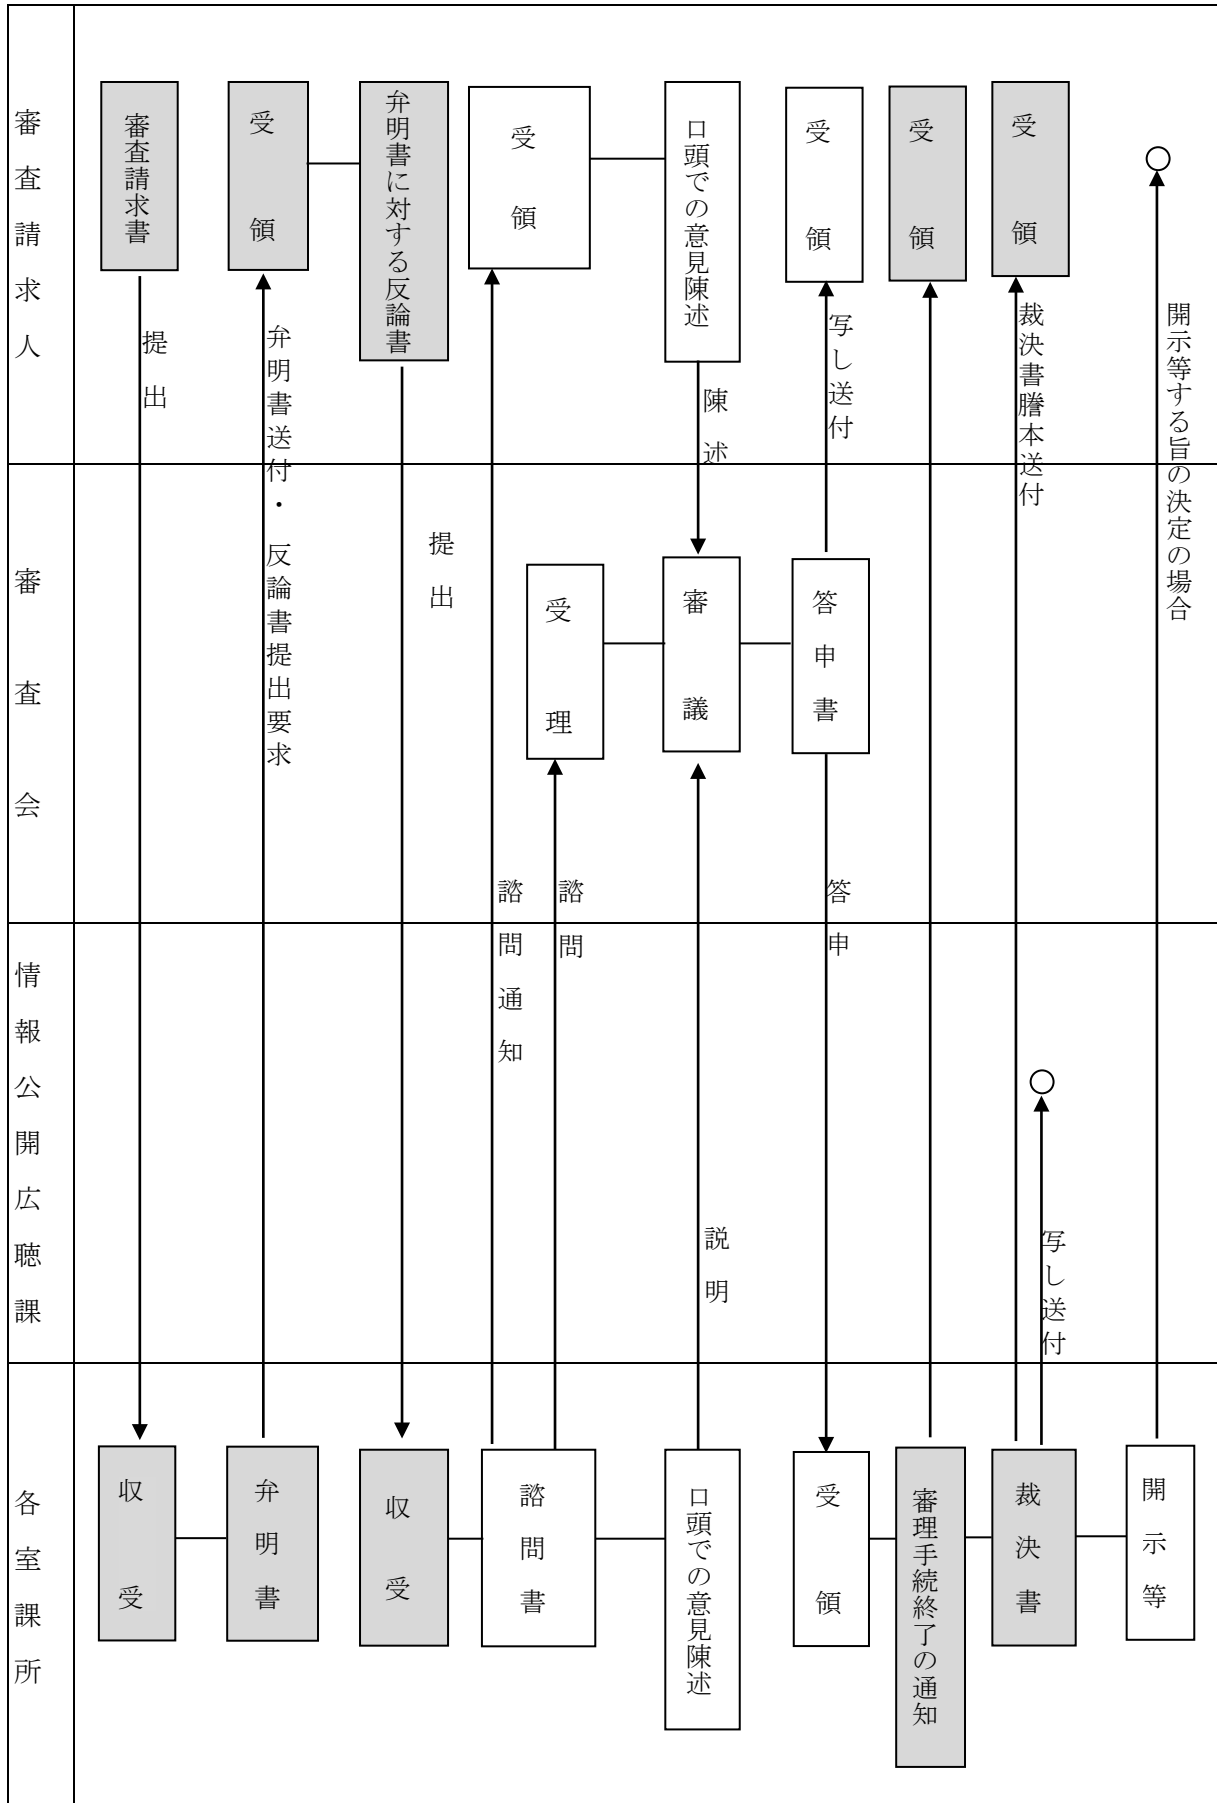 審査請求人
審査請求書
受領
弁明書に対する反論書
受領
口頭での意見陳述
受領
受領
受領
提出
弁明書送付・反論書提出要求
提出
陳述
写し送付
裁決書謄本送付
開示等する旨の決定の場合
審査会
受理
審議
答申書
諮問通知
諮問
答申
情報公開広聴課
説明
写し送付
各室課所
収受
弁明書
収受
諮問書
口頭での意見陳述
受領
審理手続終了の通知
裁決書
開示等